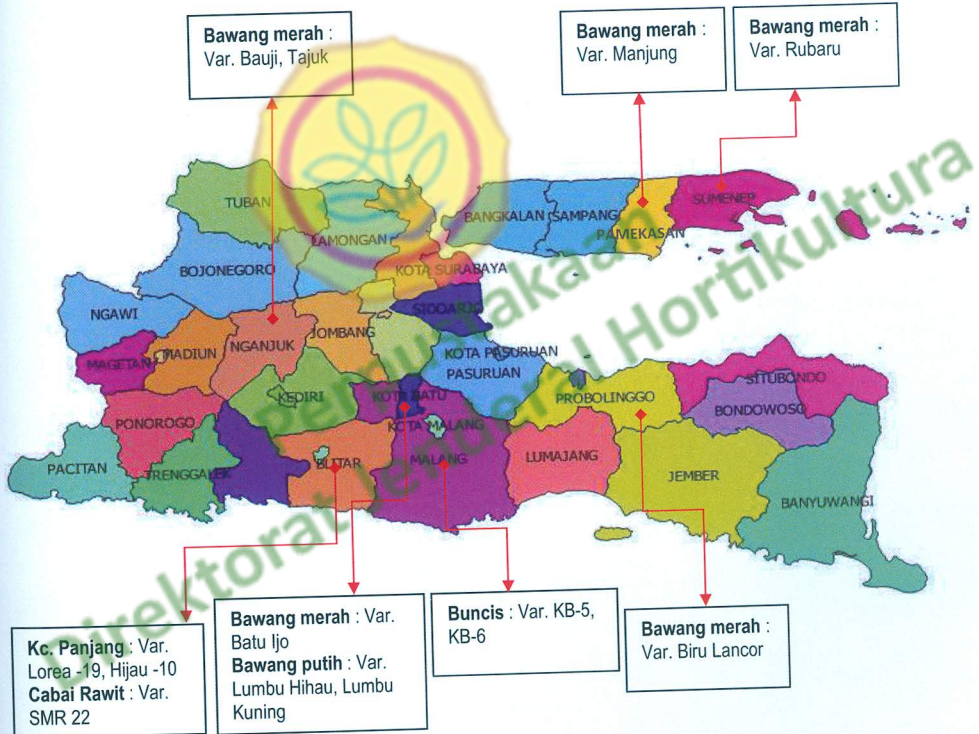 Bawang merah :
Var. Bauji, Tajuk
Bawang merah :
Var. Manjung
Bawang merah :
Var. Rubaru
TUBAN
LAMONGAN
BANGKALAN
SAMPANG
PAMEKASAN
SUMENEP
BOJONEGORO
KOTA SURABAYA
NGAWI
SIDOARJO
MAGETAN
MADIUN
NGANJUK
JOMBANG
KOTA PASURUAN
PASURUAN
KEDIRI
KOTA BATU
PROBOLINGGO
SITUBONDO
BONDOWOSO
PONOROGO
KOTA MALANG
PACITAN
TRENGGALEK
BLITAR
MALANG
LUMAJANG
JEMBER
BANYUWANGI
Kc. Panjang : Var.
Lorea -19, Hijau -10
Cabai Rawit : Var.
SMR 22
Bawang merah : Var.
Batu Ijo
Bawang putih : Var.
Lumbu Hihau, Lumbu
Kuning
Buncis : Var. KB-5,
KB-6
Bawang merah :
Var. Biru Lancor
Perpustakaan
Direktorat Jenderal Hortikultura